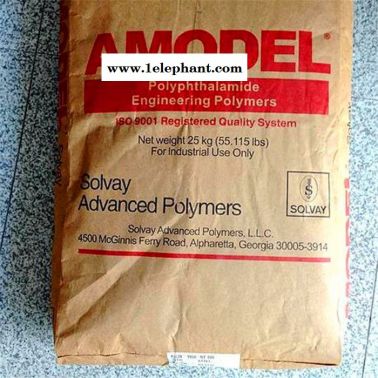 AMODEL®
www.1elephant.com
Polyphthalamide
Engineering Polymers
ISO 9001 Registered Quality System
Net weight 25 kg (55.115 lbs)
For Industrial Use Only
Solvay
Advanced Polymers
SOLVAY
Solvay Advanced Polymers, L.L.C.
4500 McGinnis Ferry Road, Alpharetta, Georgia 30005-3914